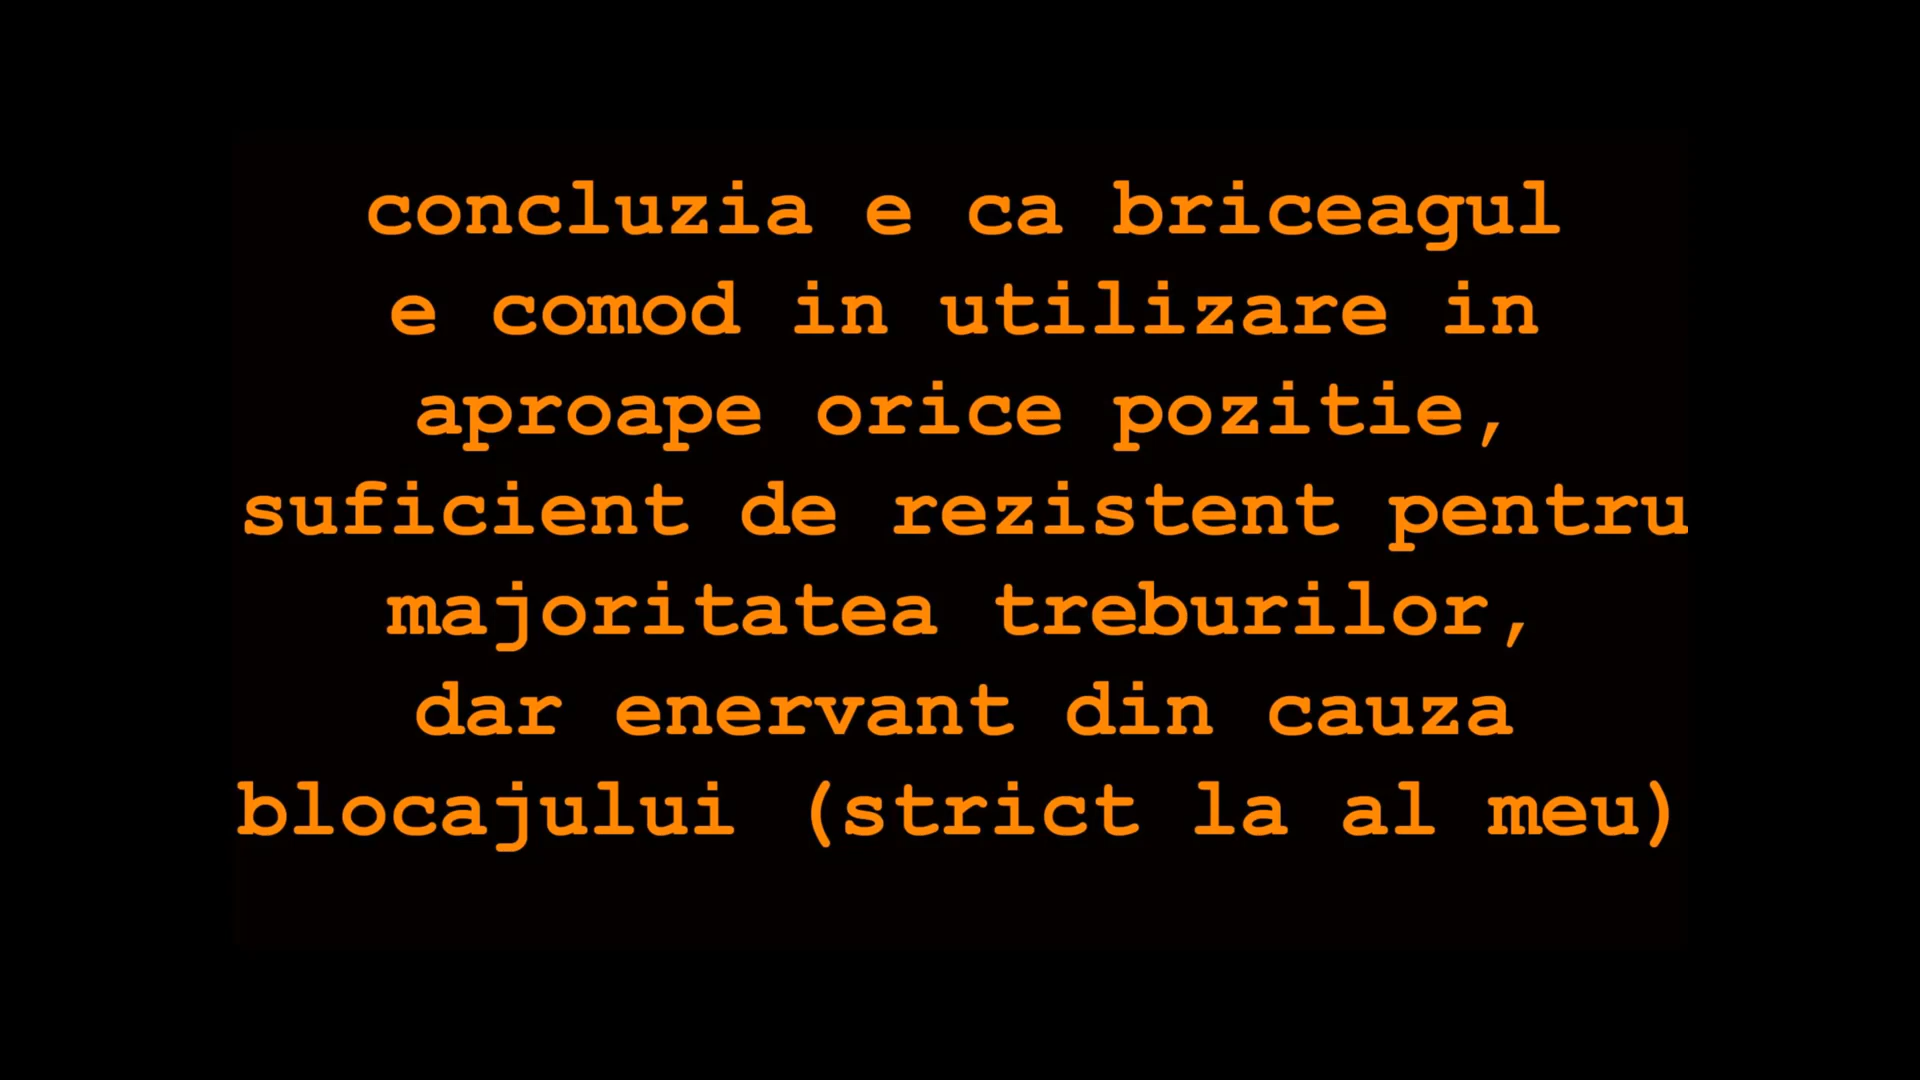 concluzia e ca briceagul
e comod in utilizare in
aproape orice pozitie,
suficient de rezistent pentru
majoritatea treburilor,
dar enervant din cauza
blocajului (strict la al meu)